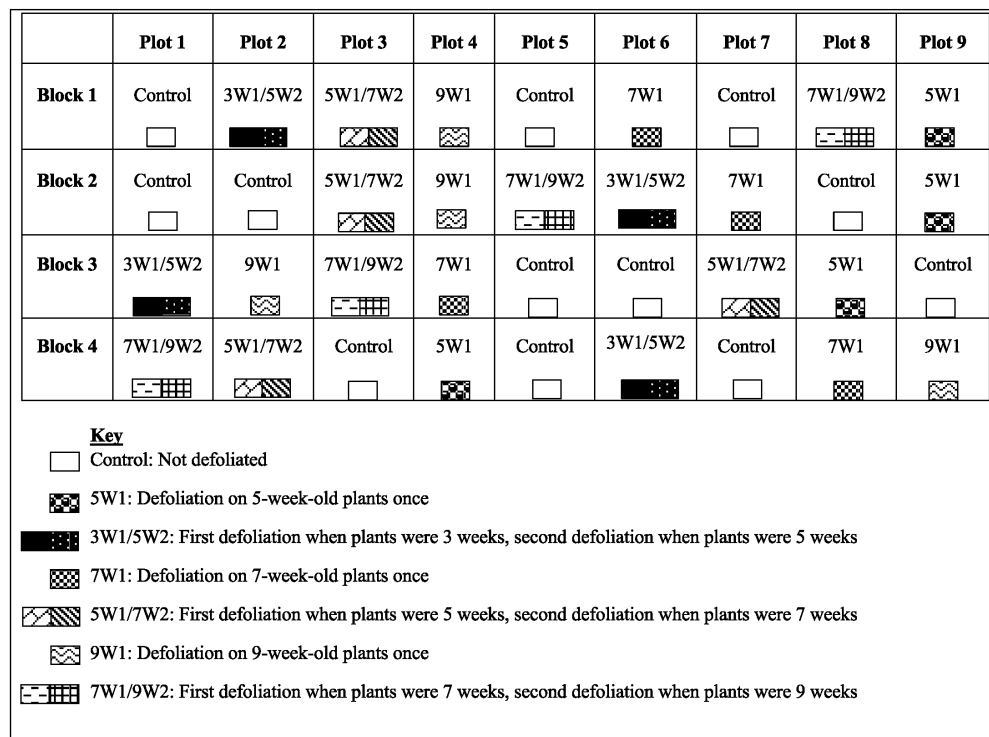 Plot 1 Plot 2 Plot 3 Plot 4 Plot 5 Plot 6 Plot 7 Plot 8 Plot 9
Block 1 Control 3W1/5W2 5W1/7W2 9W1 Control 7W1 Control 7W1/9W2 5W1
Block 2 Control Control 5W1/7W2 9W1 7W1/9W2 3W1/5W2 7W1 Control 5W1
Block 3 3W1/5W2 9W1 7W1/9W2 7W1 Control Control 5W1/7W2 5W1 Control
Block 4 7W1/9W2 5W1/7W2 Control 5W1 Control 3W1/5W2 Control 7W1 9W1
Key
Control: Not defoliated
5W1: Defoliation on 5-week-old plants once
3W1/5W2: First defoliation when plants were 3 weeks, second defoliation when plants were 5 weeks
7W1: Defoliation on 7-week-old plants once
5W1/7W2: First defoliation when plants were 5 weeks, second defoliation when plants were 7 weeks
9W1: Defoliation on 9-week-old plants once
7W1/9W2: First defoliation when plants were 7 weeks, second defoliation when plants were 9 weeks